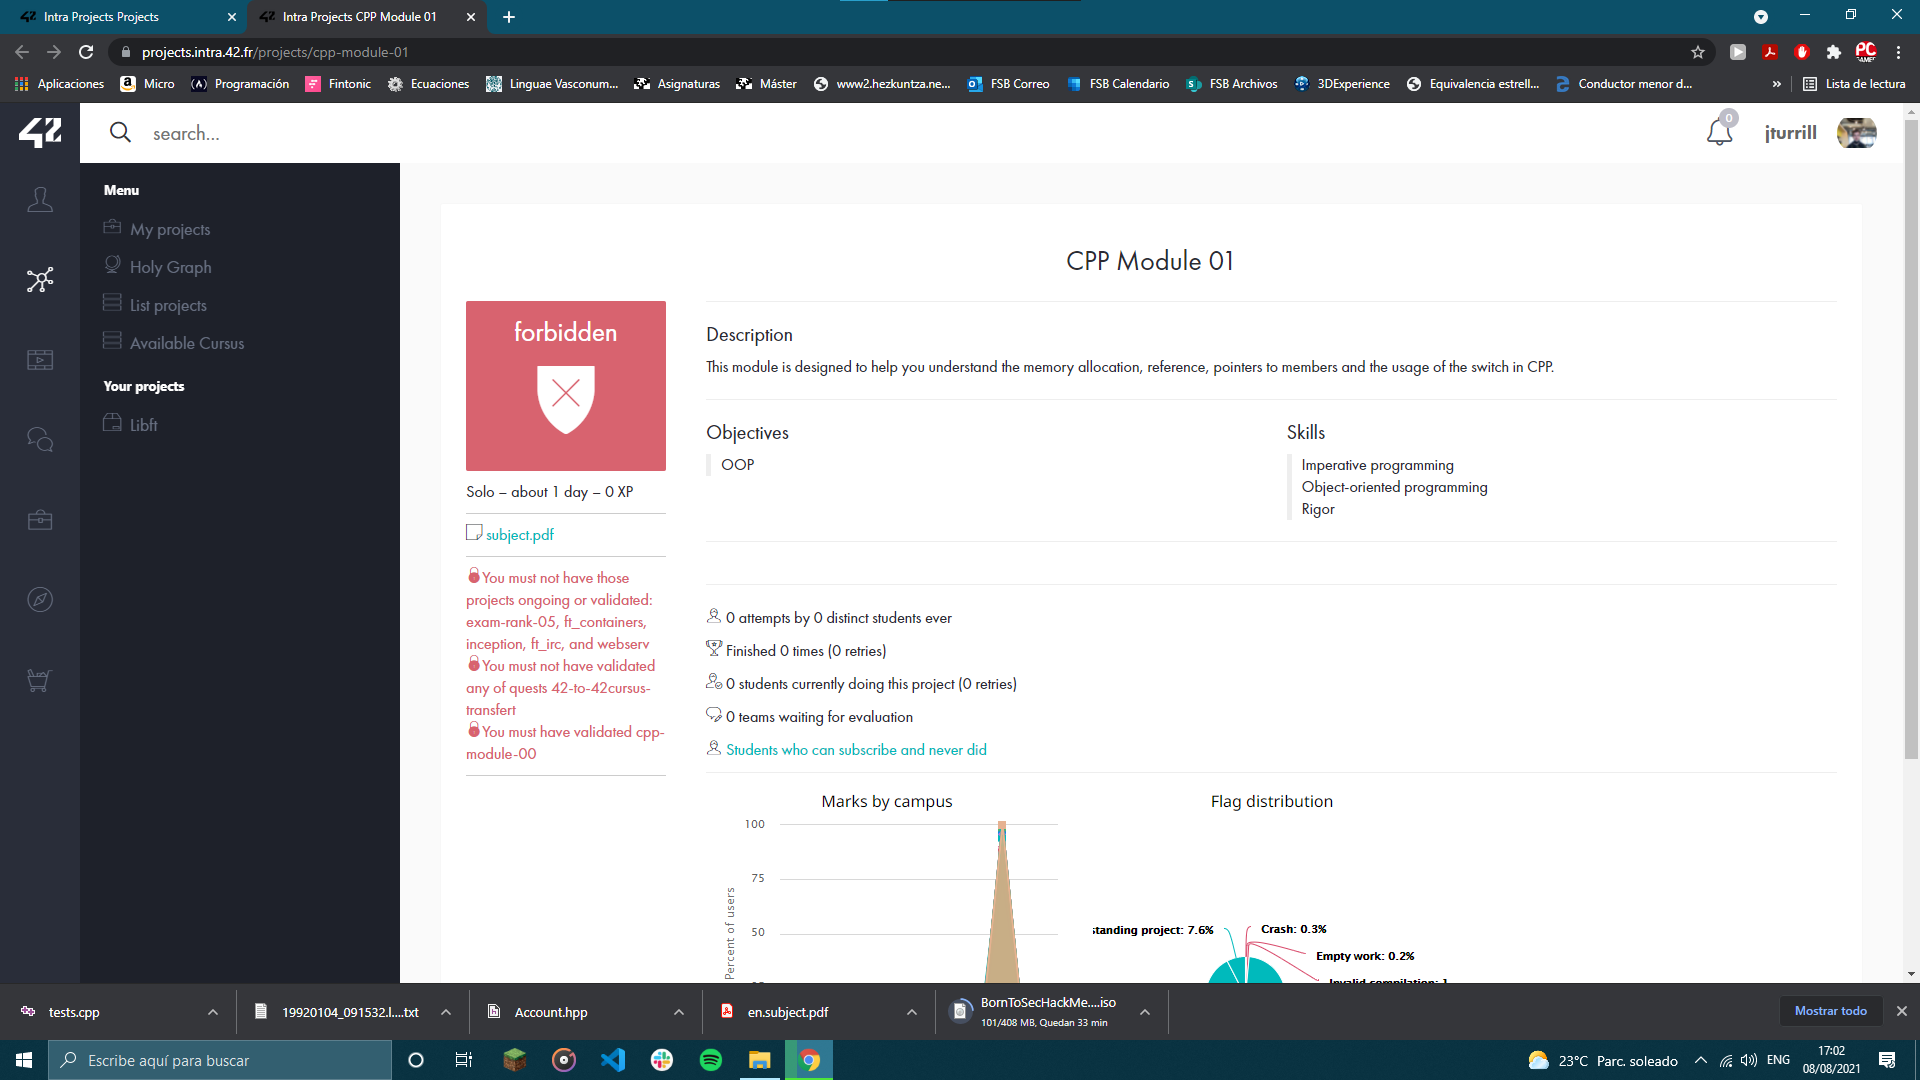 Intra Projects Projects
Intra Projects CPP Module 01
projects.intra.42.fr/projects/cpp-module-01
Aplicaciones
Micro
Programación
Fintonic
Ecuaciones
Linguae Vasconum...
Asignaturas
Máster
www2.hezkuntza.ne...
FSB Correo
FSB Calendario
FSB Archivos
3DExperience
Equivalencia estrell...
Conductor menor d...
»
Lista de lectura
42
search...
0
jturrill
Menu
My projects
Holy Graph
List projects
Available Cursus
Your projects
Libft
CPP Module 01
forbidden
Solo – about 1 day – 0 XP
subject.pdf
You must not have those
projects ongoing or validated:
exam-rank-05, ft_containers,
inception, ft_irc, and webserv
You must not have validated
any of quests 42-to-42cursus-
transfert
You must have validated cpp-
module-00
Description
This module is designed to help you understand the memory allocation, reference, pointers to members and the usage of the switch in CPP.
Objectives
OOP
Skills
Imperative programming
Object-oriented programming
Rigor
0 attempts by 0 distinct students ever
Finished 0 times (0 retries)
0 students currently doing this project (0 retries)
0 teams waiting for evaluation
Students who can subscribe and never did
Marks by campus
100
75
50
Percent of users
Flag distribution
standing project: 7.6%
Crash: 0.3%
Empty work: 0.2%
Invalid compilation: 1
tests.cpp
19920104_091532.l....txt
Account.hpp
en.subject.pdf
BornToSecHackMe....iso
101/408 MB, Quedan 33 min
Mostrar todo
Escribe aquí para buscar
23°C Parc. soleado
ENG
17:02
08/08/2021